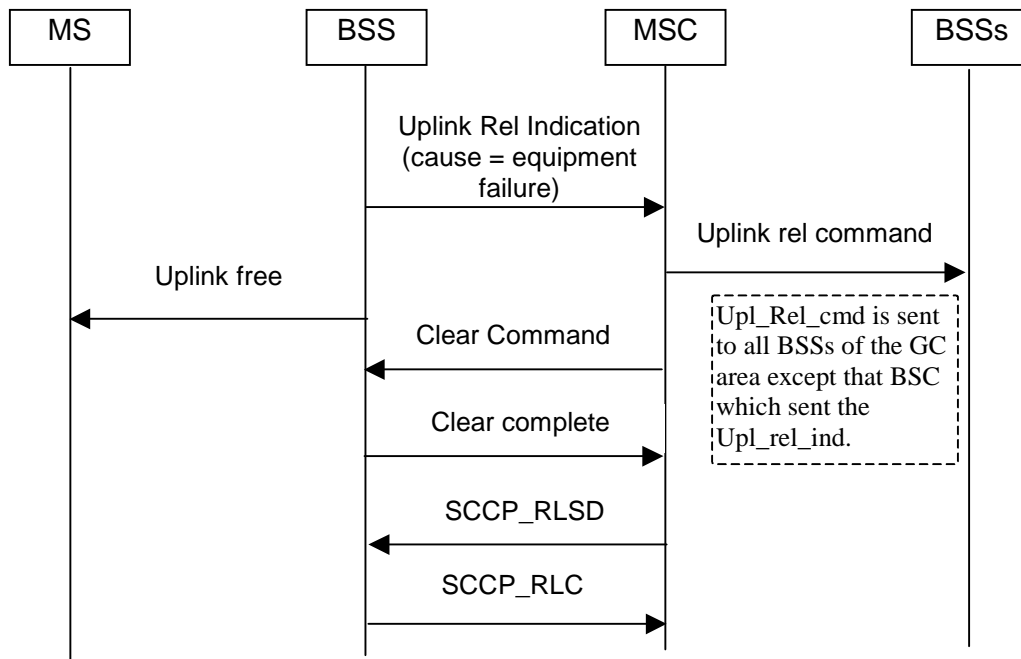 MS
BSS
MSC
BSSs
Uplink Rel Indication
(cause = equipment
failure)
Uplink rel command
Uplink free
Upl_Rel_cmd is sent
to all BSSs of the GC
area except that BSC
which sent the
Upl_rel_ind.
Clear Command
Clear complete
SCCP_RLSD
SCCP_RLC